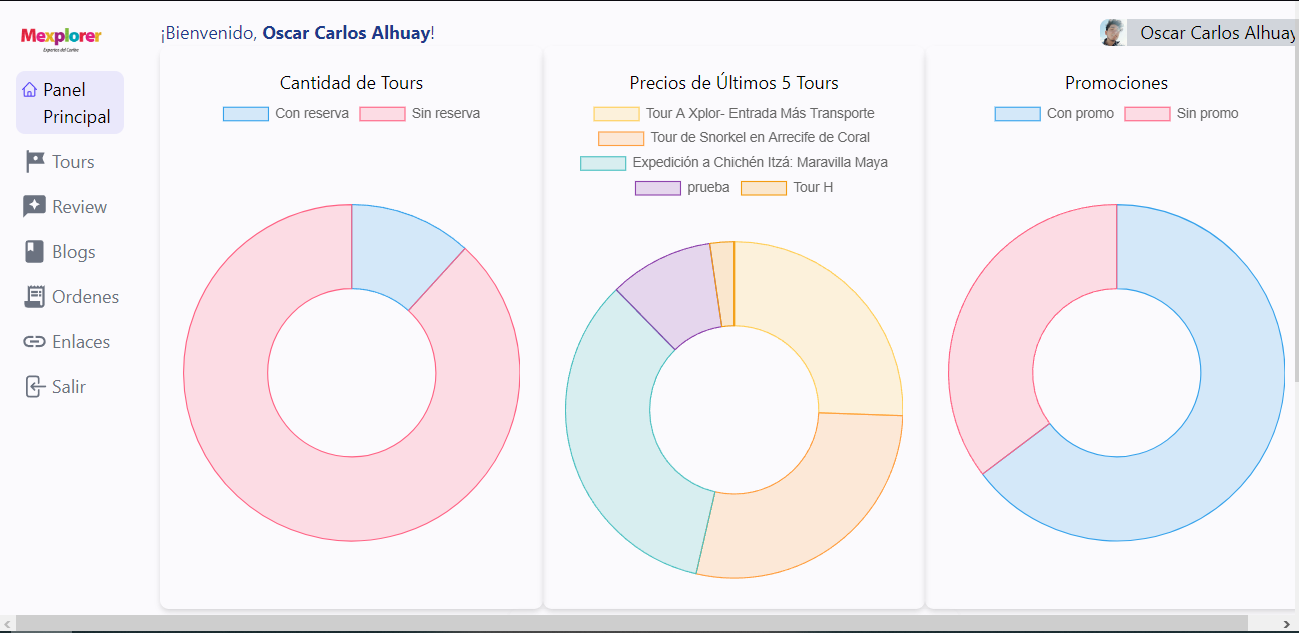 Mexplorer
Expertos del Caribe
¡Bienvenido, Oscar Carlos Alhuay!
Oscar Carlos Alhuay
Panel
Principal
Tours
Review
Blogs
Ordenes
Enlaces
Salir
Cantidad de Tours
Con reserva Sin reserva
Precios de Últimos 5 Tours
Tour A Xplor- Entrada Más Transporte
Tour de Snorkel en Arrecife de Coral
Expedición a Chichén Itzá: Maravilla Maya
prueba Tour H
Promociones
Con promo Sin promo